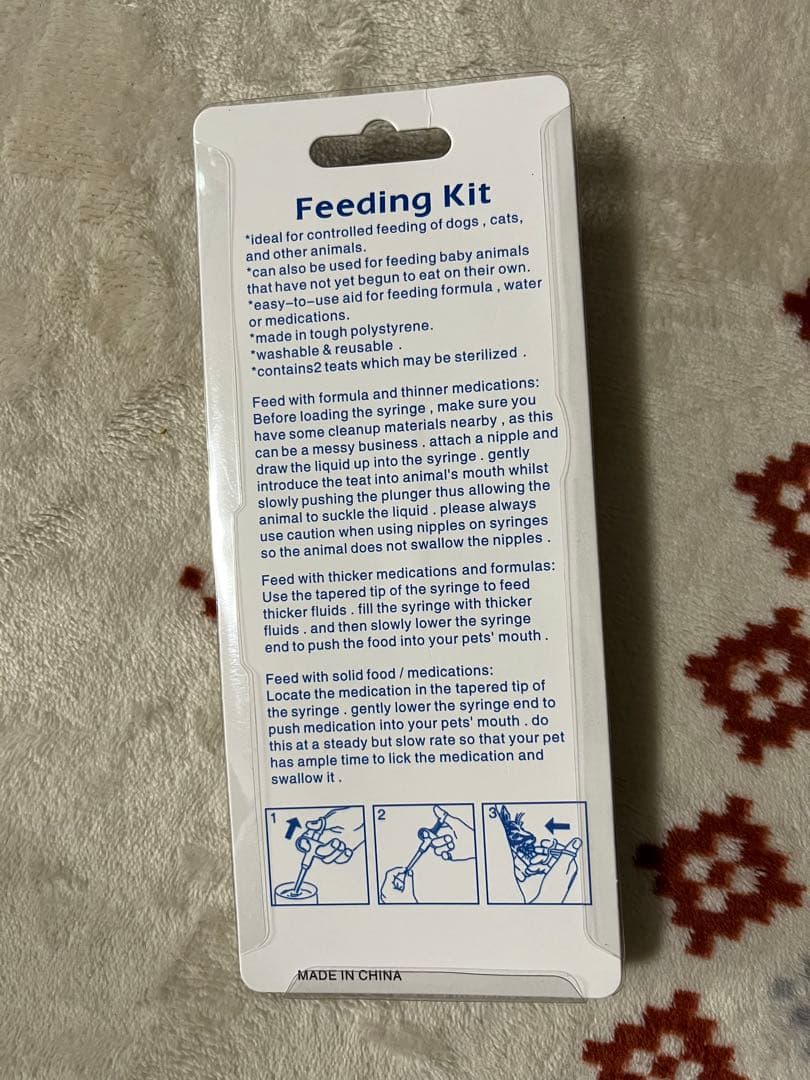 Feeding Kit
*ideal for controlled feeding of dogs , cats,
and other animals.
*can also be used for feeding baby animals
that have not yet begun to eat on their own.
*easy-to-use aid for feeding formula , water
or medications.
*made in tough polystyrene.
*washable & reusable .
*contains2 teats which may be sterilized .
Feed with formula and thinner medications:
Before loading the syringe , make sure you
have some cleanup materials nearby , as this
can be a messy business . attach a nipple and
draw the liquid up into the syringe . gently
introduce the teat into animal's mouth whilst
slowly pushing the plunger thus allowing the
animal to suckle the liquid . please always
use caution when using nipples on syringes
so the animal does not swallow the nipples .
Feed with thicker medications and formulas:
Use the tapered tip of the syringe to feed
thicker fluids . fill the syringe with thicker
fluids . and then slowly lower the syringe
end to push the food into your pets' mouth .
Feed with solid food / medications:
Locate the medication in the tapered tip of
the syringe . gently lower the syringe end to
push medication into your pets' mouth . do
this at a steady but slow rate so that your pet
has ample time to lick the medication and
swallow it .
1
2
3
MADE IN CHINA